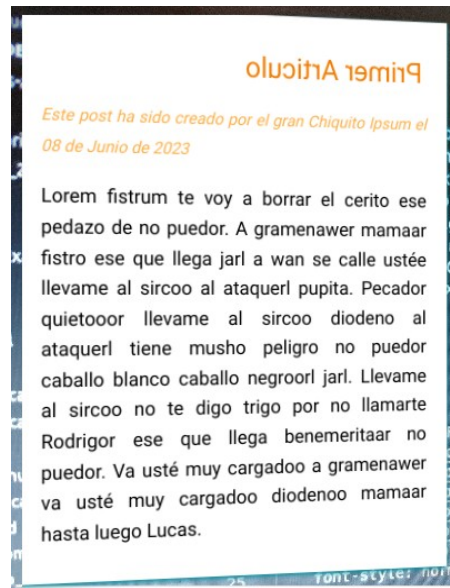 Primer Articulo
Este post ha sido creado por el gran Chiquito Ipsum el
08 de Junio de 2023
Lorem fistrum te voy a borrar el cerito ese
pedazo de no puedor. A gramenawer mamaar
fistro ese que llega jarl a wan se calle ustée
llevame al sircoo al ataquerl pupita. Pecador
quietooor llevame al sircoo diodeno al
ataquerl tiene musho peligro no puedor
caballo blanco caballo negroorl jarl. Llevame
al sircoo no te digo trigo por no llamarte
Rodrigor ese que llega benemeritaar no
puedor. Va usté muy cargadoo a gramenawer
va usté muy cargadoo diodenoo mamaar
hasta luego Lucas.
25 font-style: nor